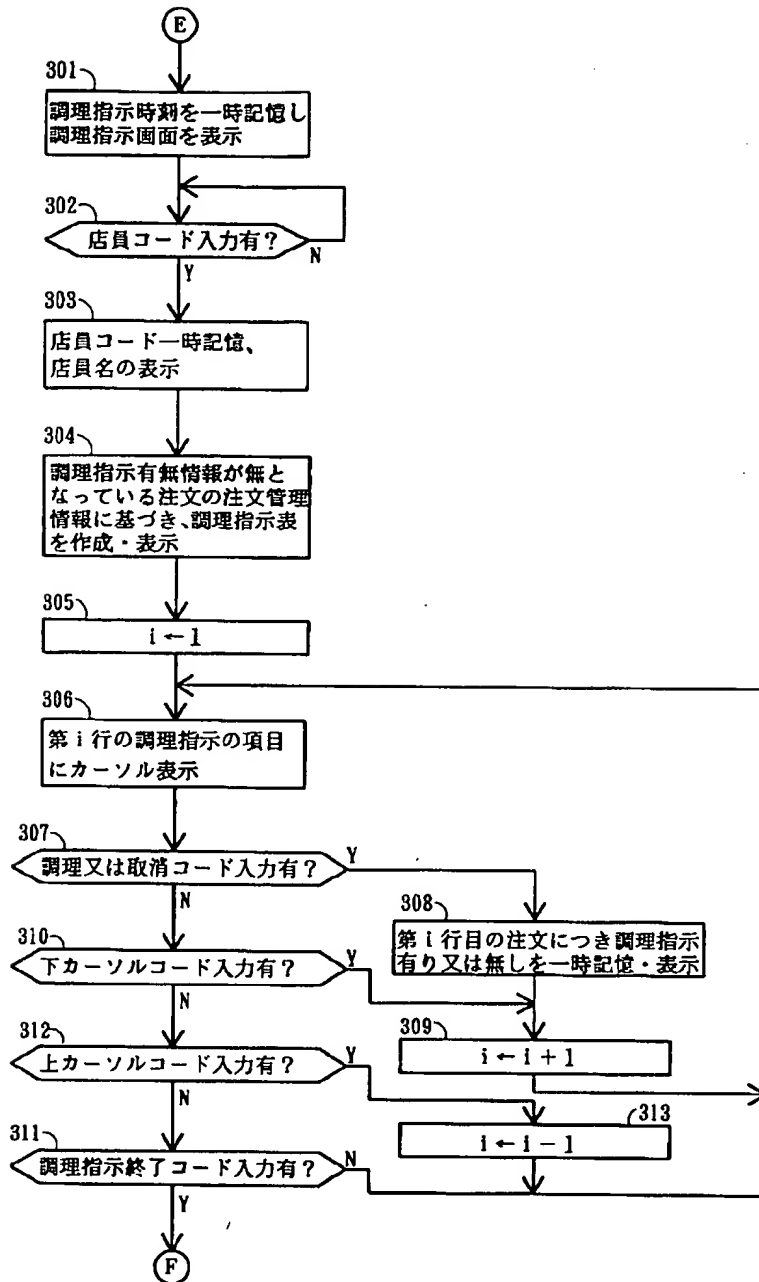 E
301
調理指示時刻を一時記憶し
調理指示画面を表示
302
店員コード入力有?
N
Y
303
店員コード一時記憶、
店員名の表示
304
調理指示有無情報が無と
なっている注文の注文管理
情報に基づき、調理指示表
を作成・表示
305
i←1
306
第i行の調理指示の項目
にカーソル表示
307
調理又は取消コード入力有?
Y
N
308
第i行目の注文につき調理指示
有り又は無しを一時記憶・表示
310
下カーソルコード入力有?
Y
N
309
i←i+1
312
上カーソルコード入力有?
Y
N
313
i←i-1
311
調理指示終了コード入力有?
N
Y
F